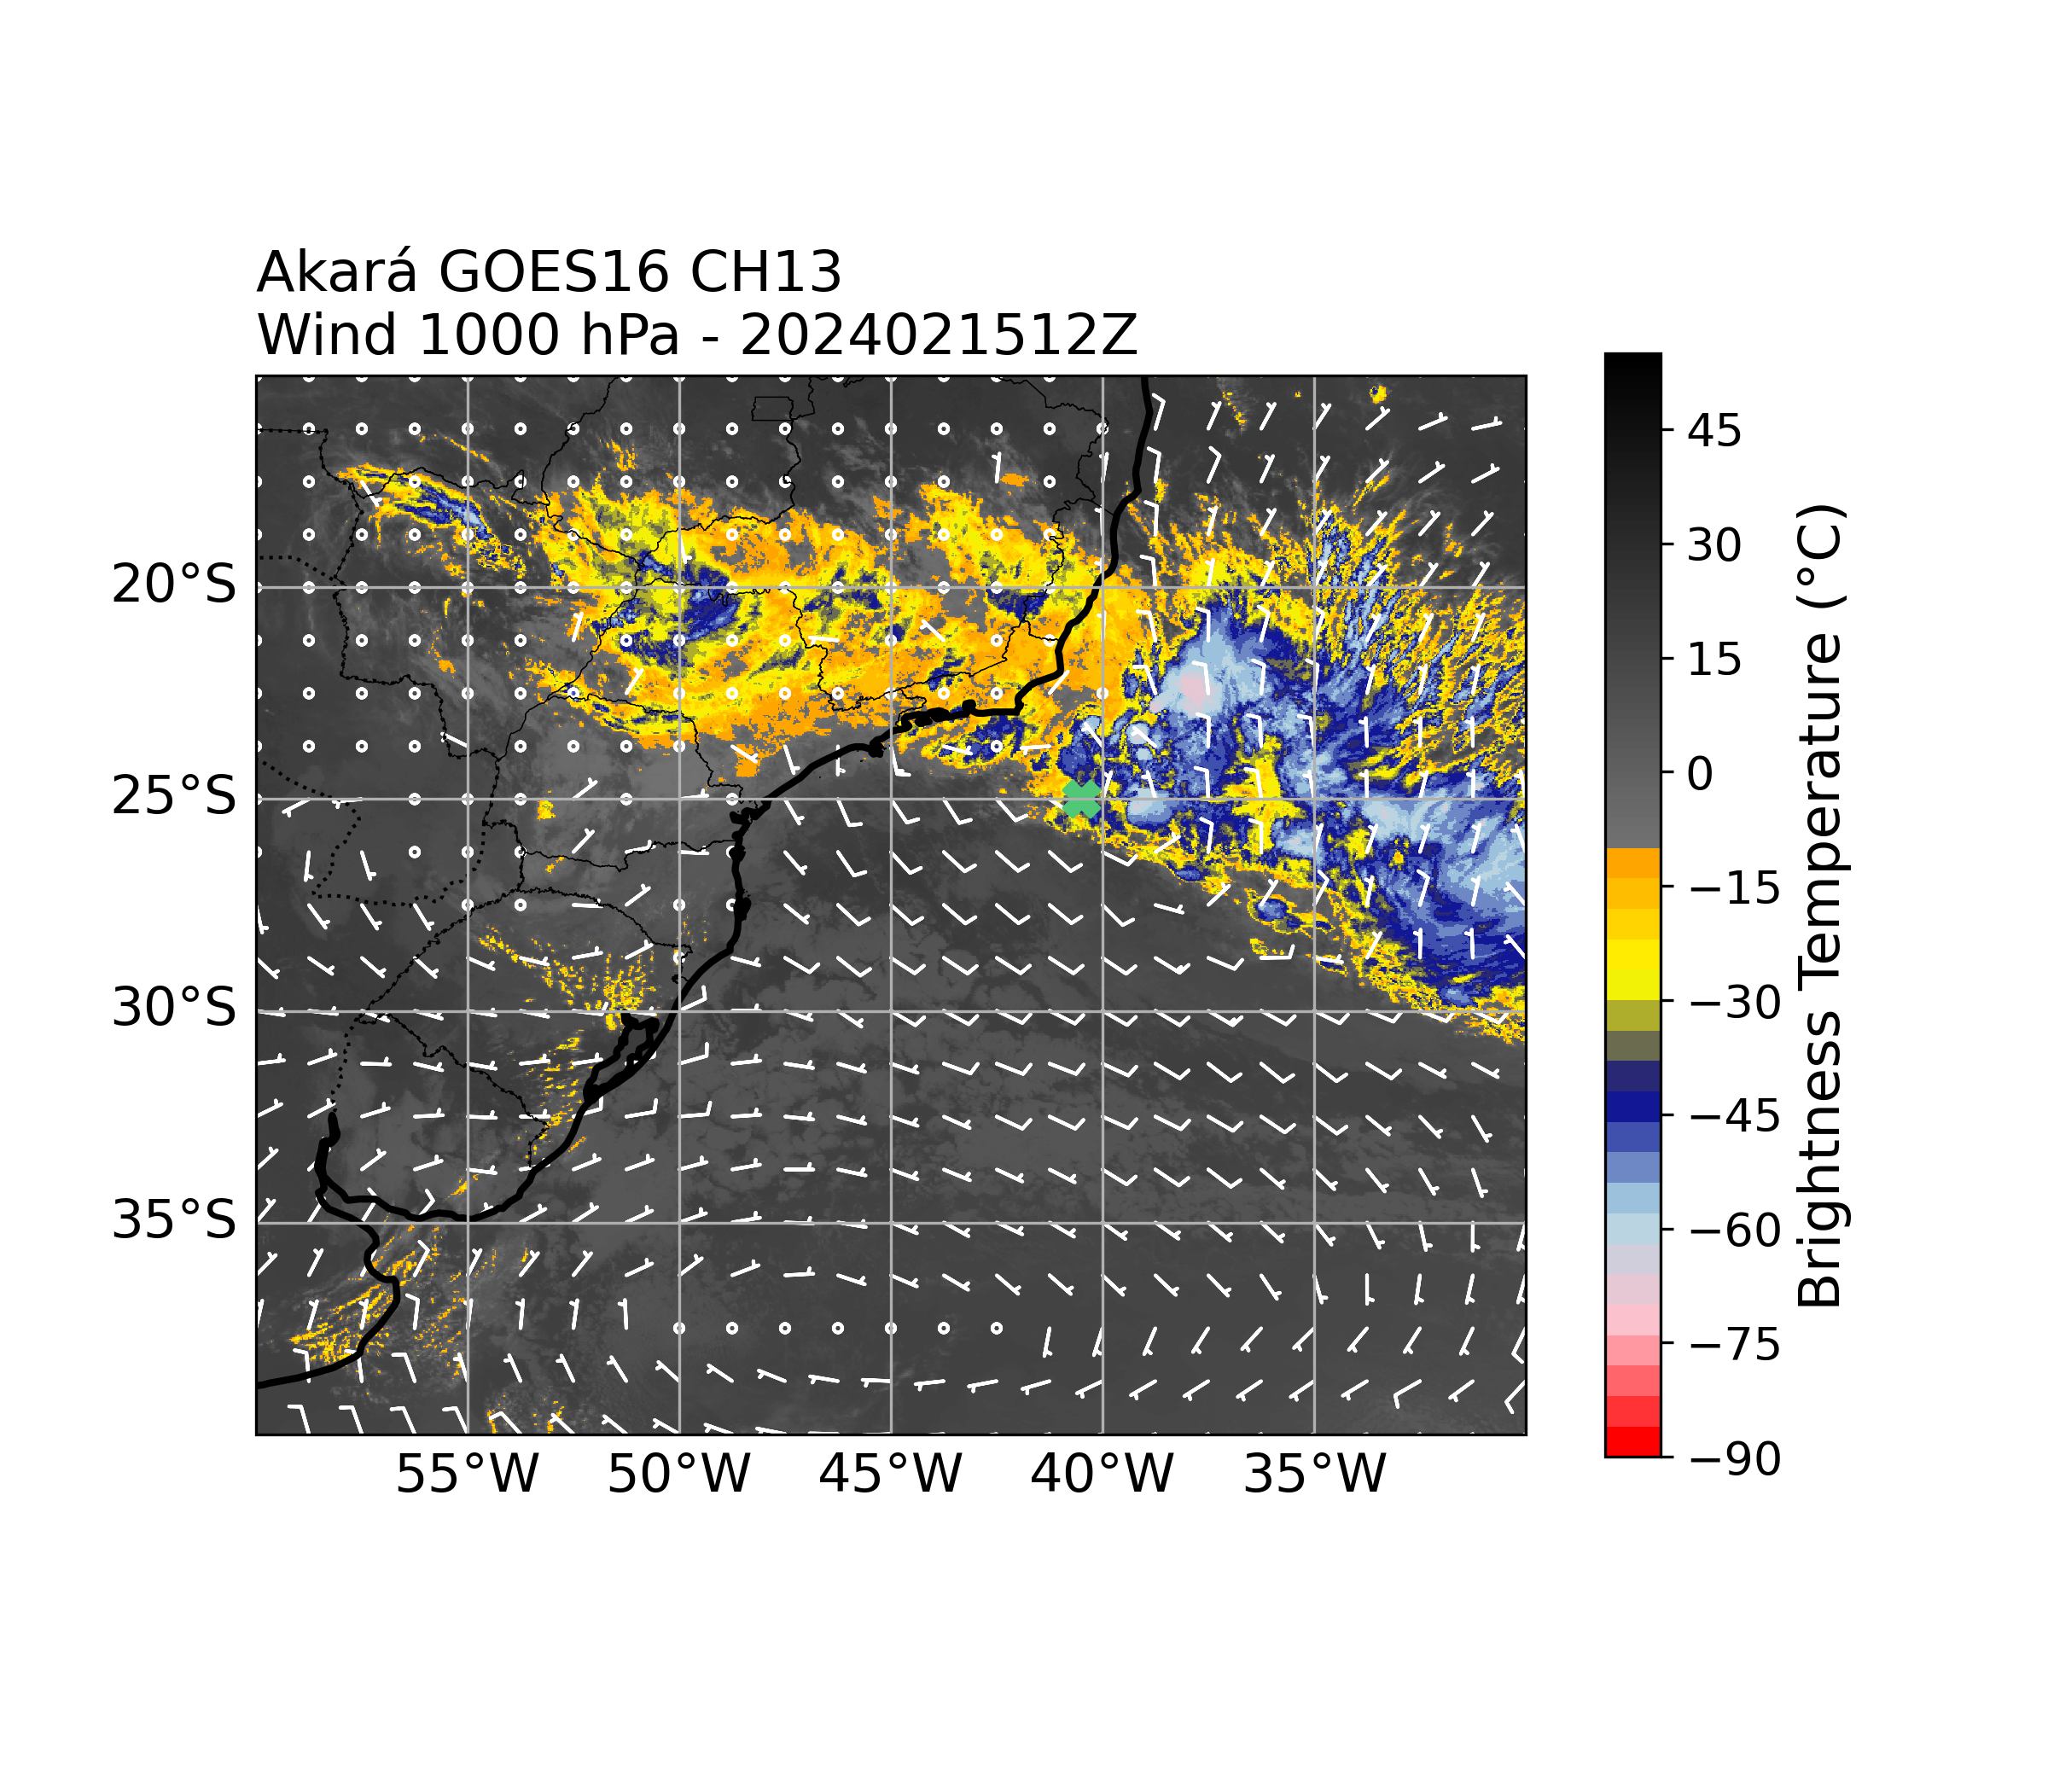 Akará GOES16 CH13
Wind 1000 hPa - 2024021512Z
20°S
25°S
30°S
35°S
55°W
50°W
45°W
40°W
35°W
45
30
15
0
−15
−30
−45
−60
−75
−90
Brightness Temperature (°C)